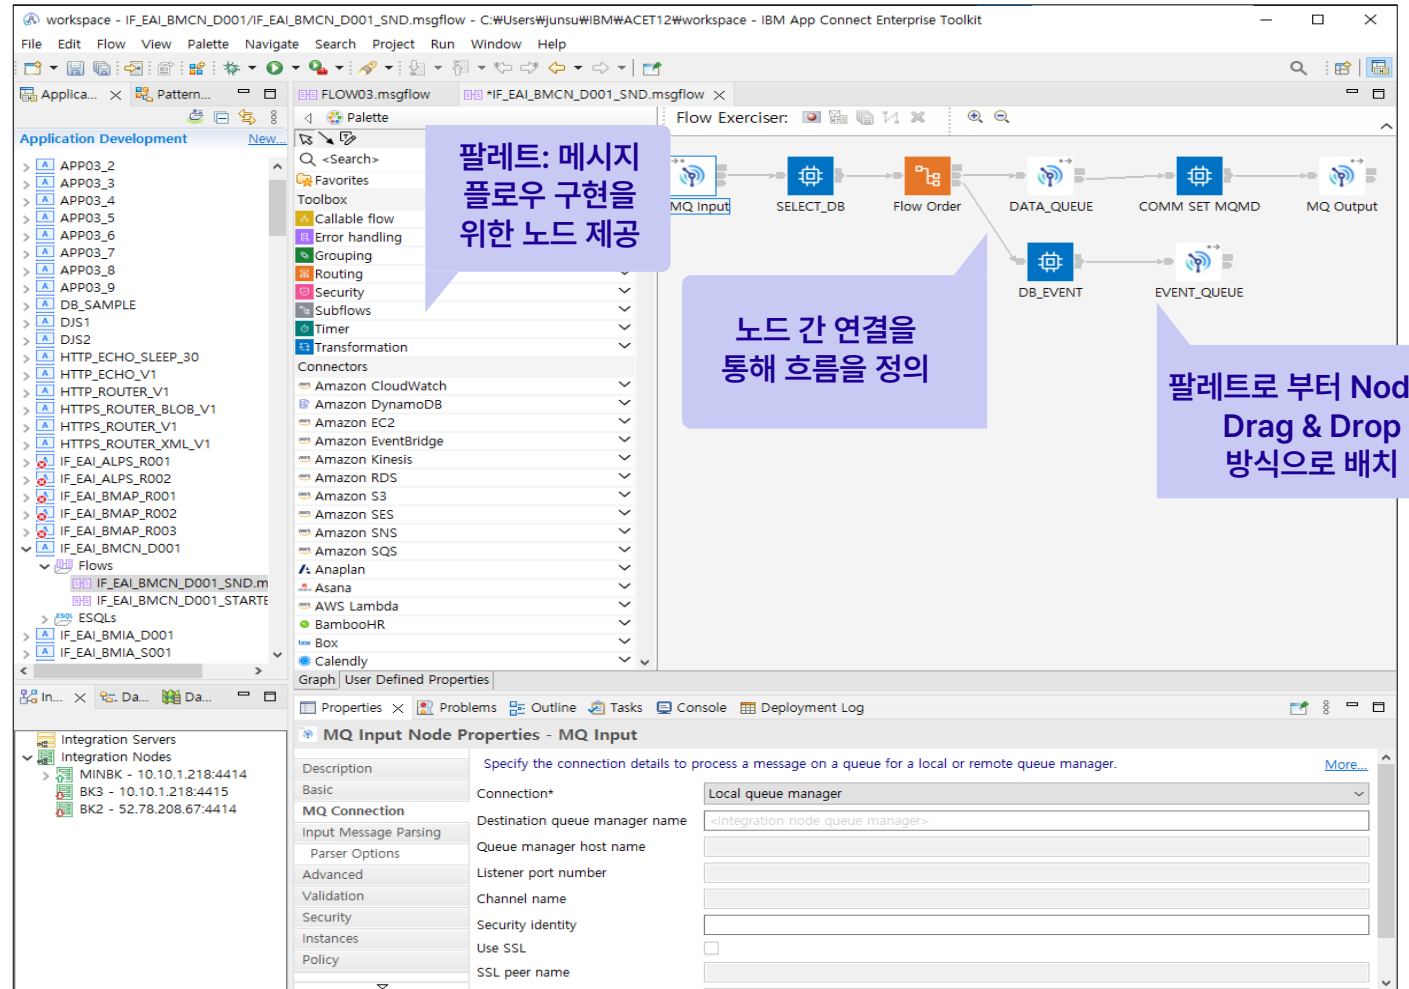 workspace - IF_EAI_BMCN_D001/IF_EAI_BMCN_D001_SND.msgflow - C:₩Users₩junsu₩IBM₩ACET12₩workspace - IBM App Connect Enterprise Toolkit
File Edit Flow View Palette Navigate Search Project Run Window Help
Applica... Pattern...
FLOW03.msgflow *IF_EAI_BMCN_D001_SND.msgflow
Application Development New...
APP03_2
APP03_3
APP03_4
APP03_5
APP03_6
APP03_7
APP03_8
APP03_9
DB_SAMPLE
DJS1
DJS2
HTTP_ECHO_SLEEP_30
HTTP_ECHO_V1
HTTP_ROUTER_V1
HTTPS_ROUTER_BLOB_V1
HTTPS_ROUTER_V1
HTTPS_ROUTER_XML_V1
IF_EAI_ALPS_R001
IF_EAI_ALPS_R002
IF_EAI_BMAP_R001
IF_EAI_BMAP_R002
IF_EAI_BMAP_R003
IF_EAI_BMCN_D001
Flows
IF_EAI_BMCN_D001_SND.m
IF_EAI_BMCN_D001_STARTE
ESQLs
IF_EAI_BMIA_D001
IF_EAI_BMIA_S001
Palette
<Search>
Favorites
Toolbox
Callable flow
Error handling
Grouping
Routing
Security
Subflows
Timer
Transformation
Connectors
Amazon CloudWatch
Amazon DynamoDB
Amazon EC2
Amazon EventBridge
Amazon Kinesis
Amazon RDS
Amazon S3
Amazon SES
Amazon SNS
Amazon SQS
Anaplan
Asana
AWS Lambda
BambooHR
Box
Calendly
팔레트: 메시지
플로우 구현을
위한 노드 제공
Flow Exerciser:
MQ Input SELECT_DB Flow Order DATA_QUEUE COMM SET MQMD MQ Output
DB_EVENT EVENT_QUEUE
노드 간 연결을
통해 흐름을 정의
팔레트로 부터 Nod
Drag & Drop
방식으로 배치
Graph User Defined Properties
In... Da... Da...
Integration Servers
Integration Nodes
MINBK - 10.10.1.218:4414
BK3 - 10.10.1.218:4415
BK2 - 52.78.208.67:4414
Properties Problems Outline Tasks Console Deployment Log
MQ Input Node Properties - MQ Input
Description
Basic
MQ Connection
Input Message Parsing
Parser Options
Advanced
Validation
Security
Instances
Policy
Specify the connection details to process a message on a queue for a local or remote queue manager. More...
Connection* Local queue manager
Destination queue manager name <Integration node queue manager>
Queue manager host name
Listener port number
Channel name
Security identity
Use SSL
SSL peer name